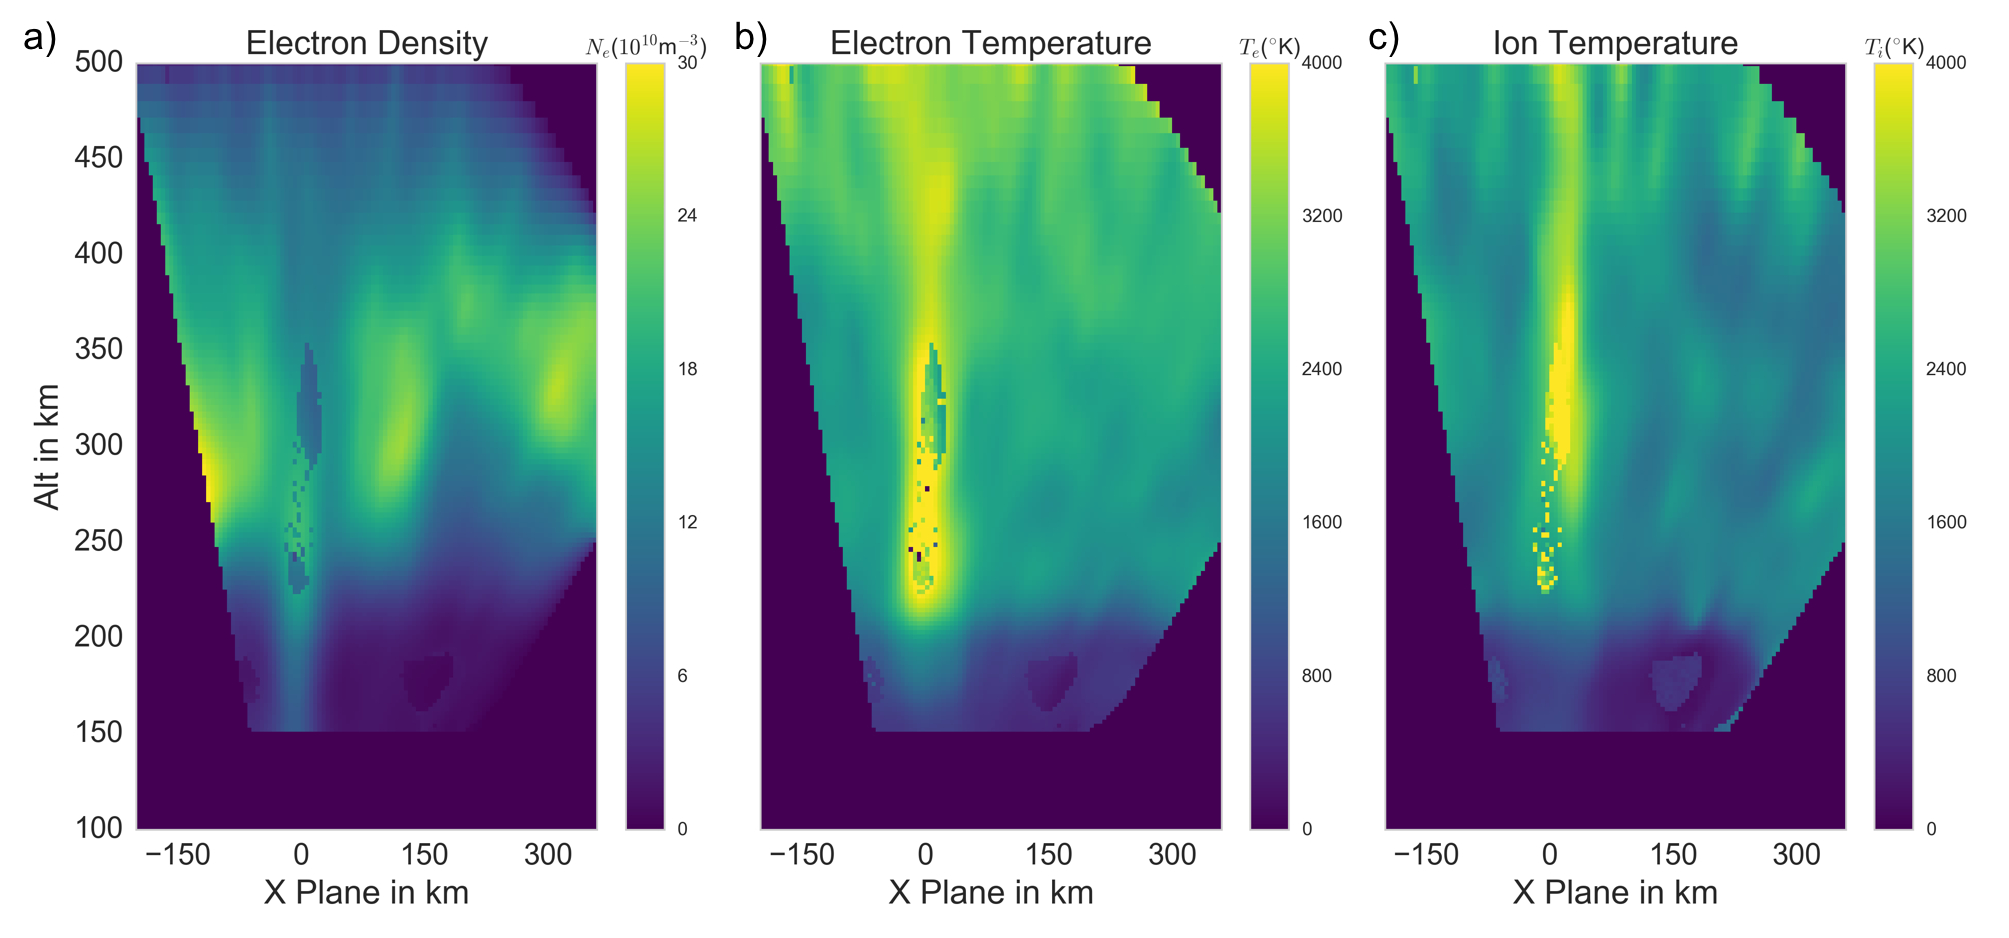 a) Electron Density N_e(10^10 m^−3)
b) Electron Temperature T_e(°K)
c) Ion Temperature T_i(°K)
500
450
400
350
300
250
200
150
100
Alt in km
30
24
18
12
6
0
4000
3200
2400
1600
800
0
4000
3200
2400
1600
800
0
−150 0 150 300
−150 0 150 300
−150 0 150 300
X Plane in km
X Plane in km
X Plane in km